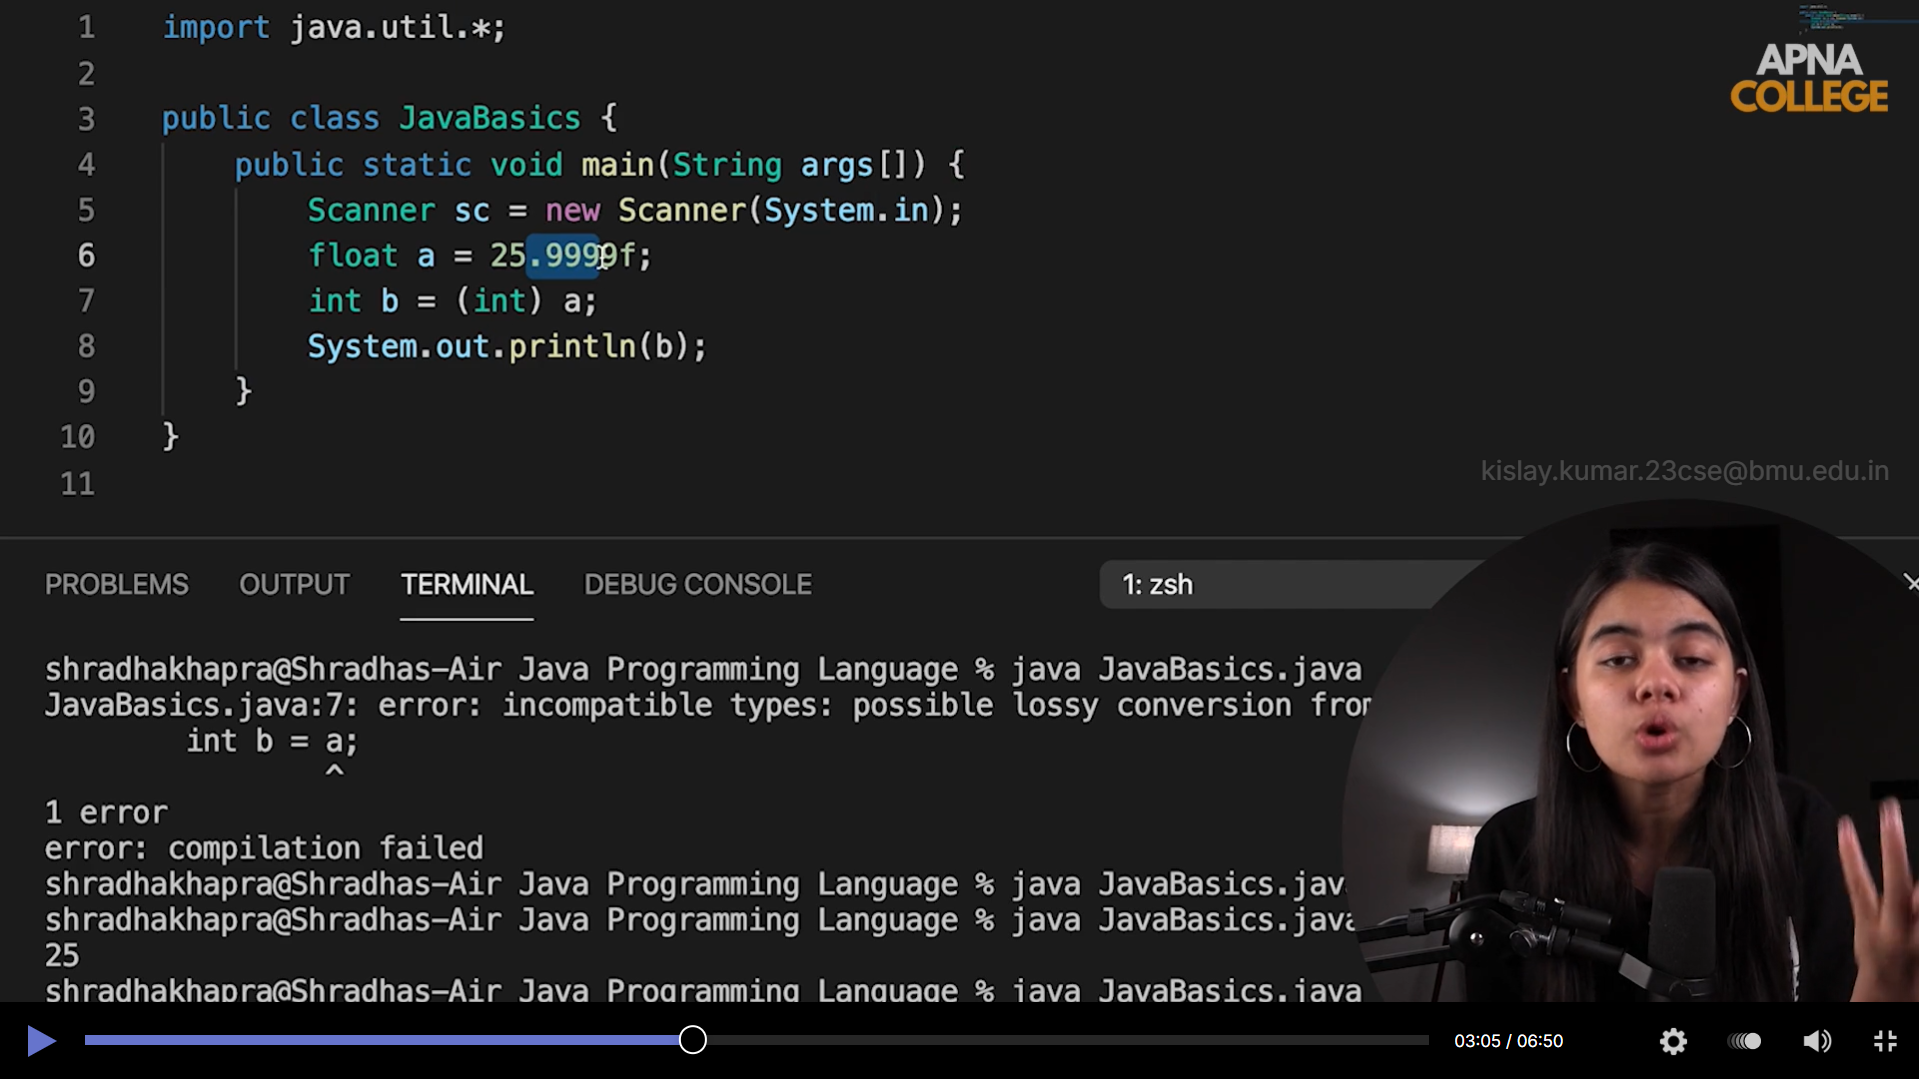 1 import java.util.*;
2
3 public class JavaBasics {
4 public static void main(String args[]) {
5 Scanner sc = new Scanner(System.in);
6 float a = 25.9999f;
7 int b = (int) a;
8 System.out.println(b);
9 }
10 }
11
APNA
COLLEGE
kislay.kumar.23cse@bmu.edu.in
PROBLEMS OUTPUT TERMINAL DEBUG CONSOLE 1: zsh
shradhakhapra@Shradhas-Air Java Programming Language % java JavaBasics.java
JavaBasics.java:7: error: incompatible types: possible lossy conversion from
int b = a;
^
1 error
error: compilation failed
shradhakhapra@Shradhas-Air Java Programming Language % java JavaBasics.jav
shradhakhapra@Shradhas-Air Java Programming Language % java JavaBasics.java
25
shradhakhapra@Shradhas-Air Java Programming Language % java JavaBasics.java
03:05 / 06:50